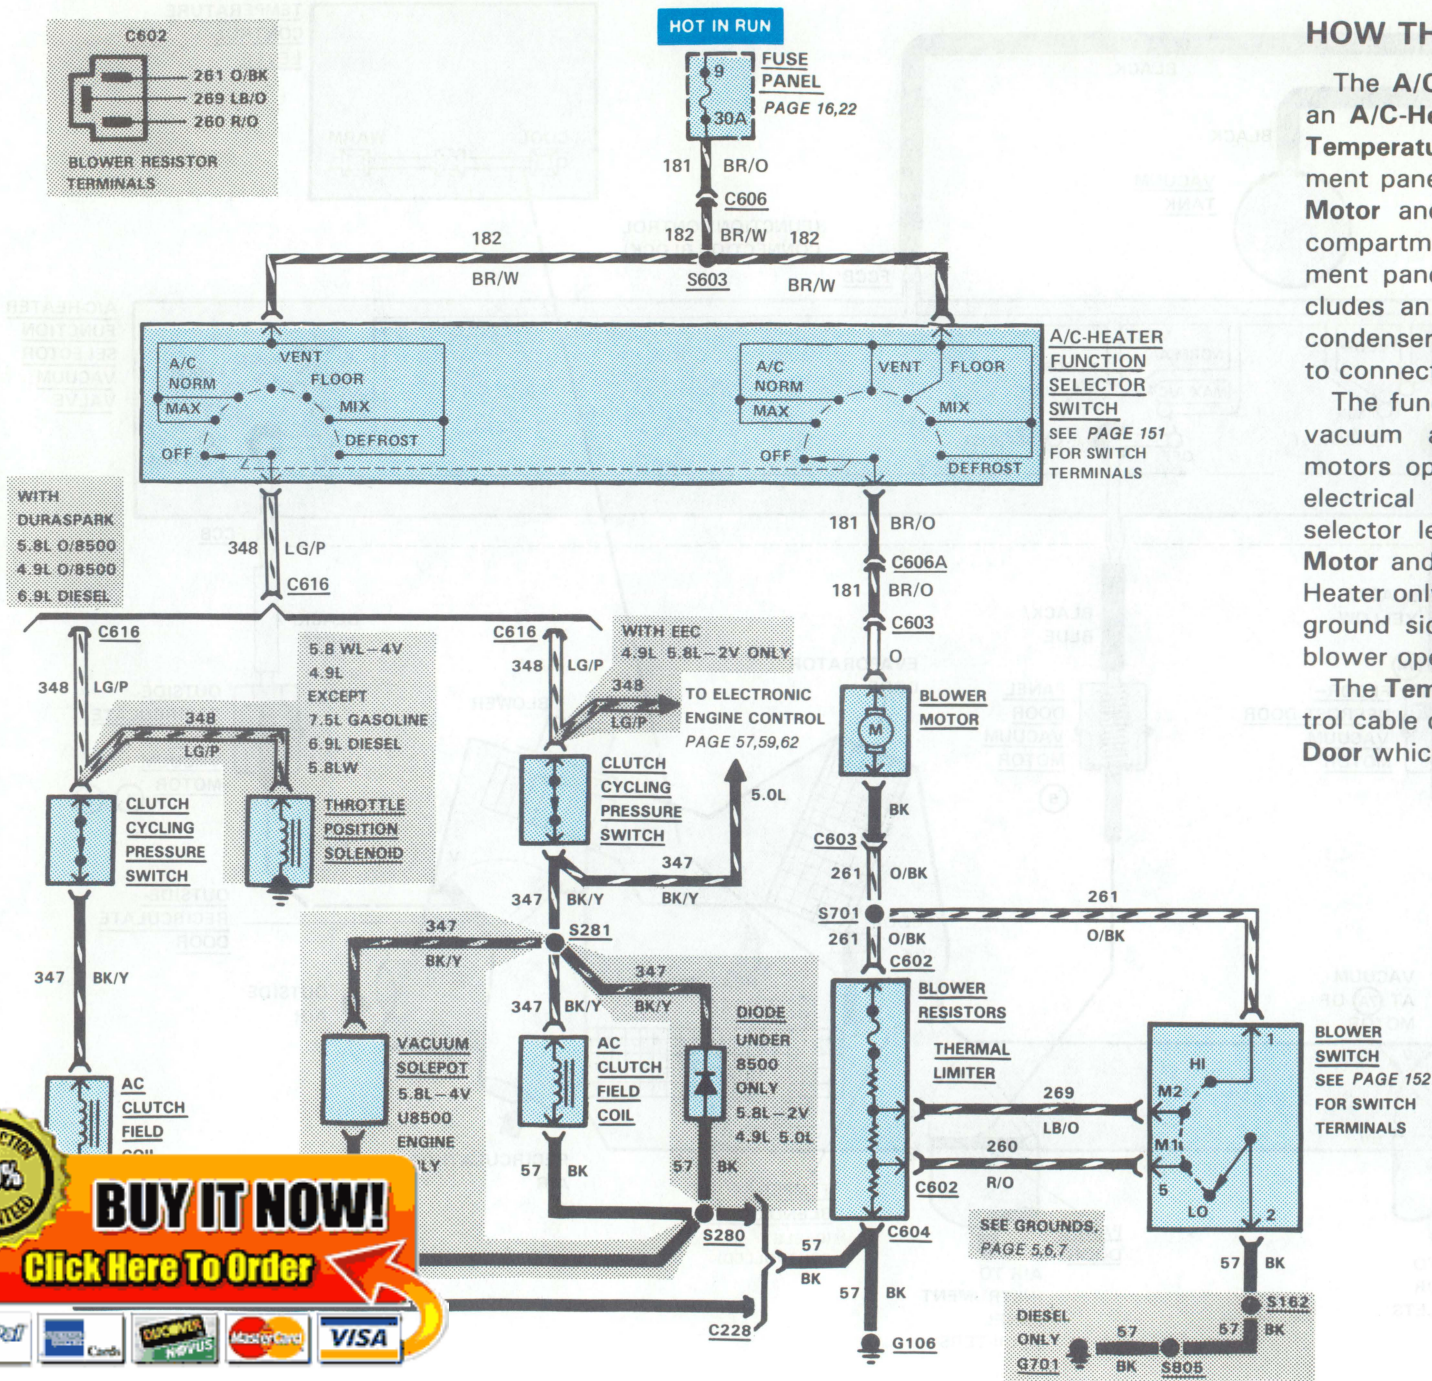 C602
261 O/BK
269 LB/O
260 R/O
BLOWER RESISTOR
TERMINALS
HOT IN RUN
9
30A
FUSE
PANEL
PAGE 16,22
181 BR/O
C606
182 BR/W
182
BR/W
S603
182
BR/W
A/C
NORM
MAX
OFF
VENT
FLOOR
MIX
DEFROST
A/C
NORM
MAX
OFF
VENT
FLOOR
MIX
DEFROST
A/C-HEATER
FUNCTION
SELECTOR
SWITCH
SEE PAGE 151
FOR SWITCH
TERMINALS
WITH
DURASPARK
5.8L O/8500
4.9L O/8500
6.9L DIESEL
348 LG/P
C616
C616
348 LG/P
348
LG/P
5.8 WL-4V
4.9L
EXCEPT
7.5L GASOLINE
6.9L DIESEL
5.8LW
THROTTLE
POSITION
SOLENOID
CLUTCH
CYCLING
PRESSURE
SWITCH
347 BK/Y
AC
CLUTCH
FIELD
C616
348 LG/P
WITH EEC
4.9L 5.8L-2V ONLY
348
LG/P
TO ELECTRONIC
ENGINE CONTROL
PAGE 57,59,62
5.0L
CLUTCH
CYCLING
PRESSURE
SWITCH
347
BK/Y
347 BK/Y
S281
347
BK/Y
347 BK/Y
347
BK/Y
VACUUM
SOLEPOT
5.8L-4V
U8500
ENGINE
AC
CLUTCH
FIELD
COIL
DIODE
UNDER
8500
ONLY
5.8L-2V
4.9L 5.0L
57 BK
57 BK
S280
C228
57
BK
181 BR/O
C606A
181 BR/O
C603
O
M
BLOWER
MOTOR
BK
C603
261 O/BK
S701
261
O/BK
261 O/BK
C602
BLOWER
RESISTORS
THERMAL
LIMITER
269
LB/O
260
R/O
C602
C604
57 BK
G106
SEE GROUNDS,
PAGE 5,6,7
HI
M2
M1
LO
1
5
2
BLOWER
SWITCH
SEE PAGE 152
FOR SWITCH
TERMINALS
57 BK
S162
57 BK
DIESEL
ONLY
G701
57
BK
S805
HOW TH
The A/C
an A/C-He
Temperatu
ment pane
Motor and
compartm
ment pane
cludes an
condenser
to connect
The fun
vacuum a
motors op
electrical
selector le
Motor and
Heater only
ground sid
blower ope
The Tem
trol cable c
Door whic
BUY IT NOW!
Click Here To Order
Cards
DISCOVER
NOVUS
MasterCard
VISA